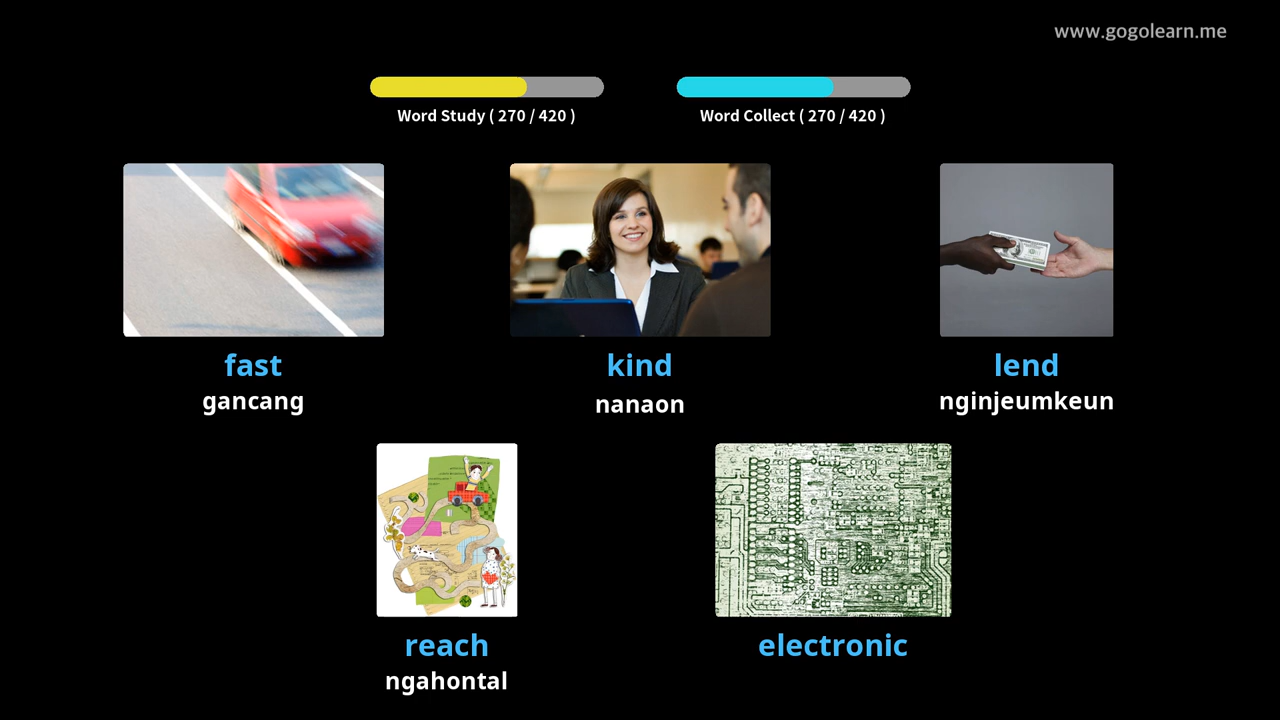 www.gogolearn.me
Word Study ( 270 / 420 )
Word Collect ( 270 / 420 )
fast
gancang
kind
nanaon
lend
nginjeumkeun
reach
ngahontal
electronic